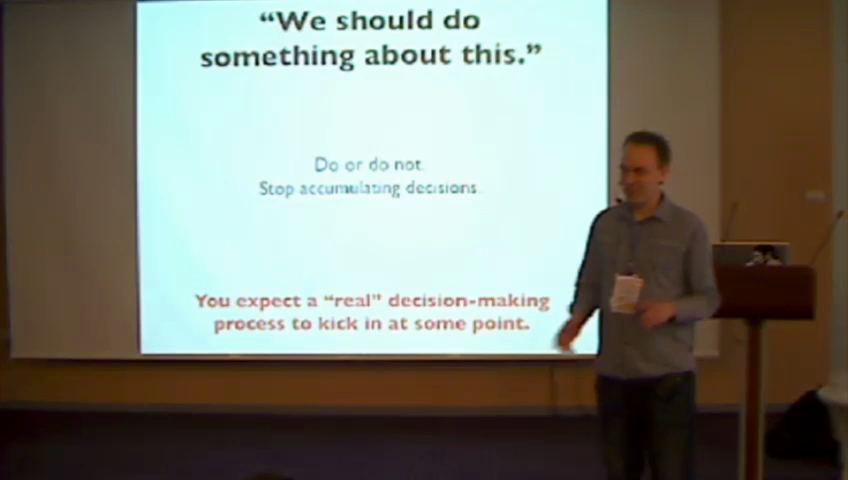 “We should do
something about this.”
Do or do not.
Stop accumulating decisions.
You expect a “real” decision-making
process to kick in at some point.